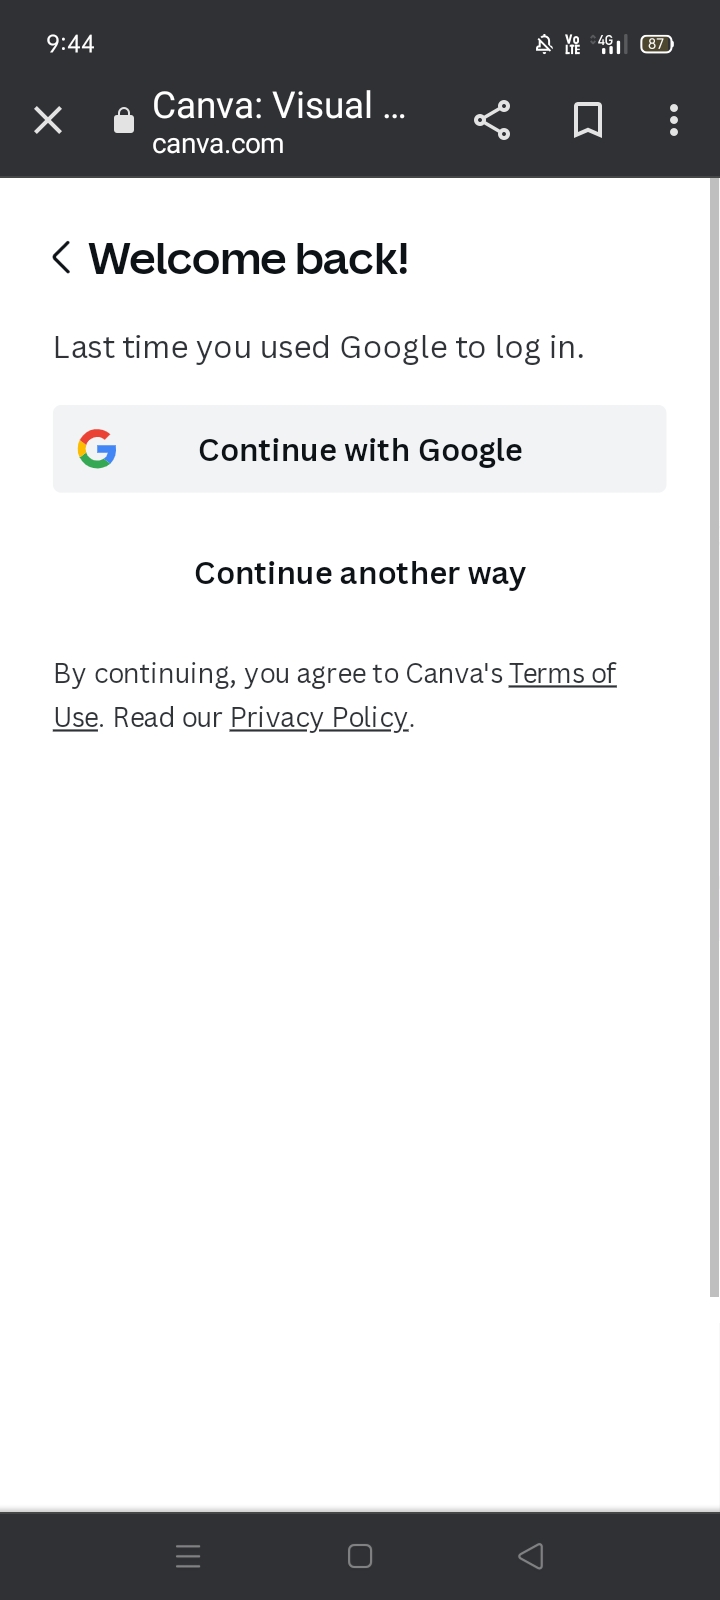 9:44
Vo
LTE
4G
87
Canva: Visual ...
canva.com
Welcome back!
Last time you used Google to log in.
Continue with Google
Continue another way
By continuing, you agree to Canva's Terms of
Use. Read our Privacy Policy.